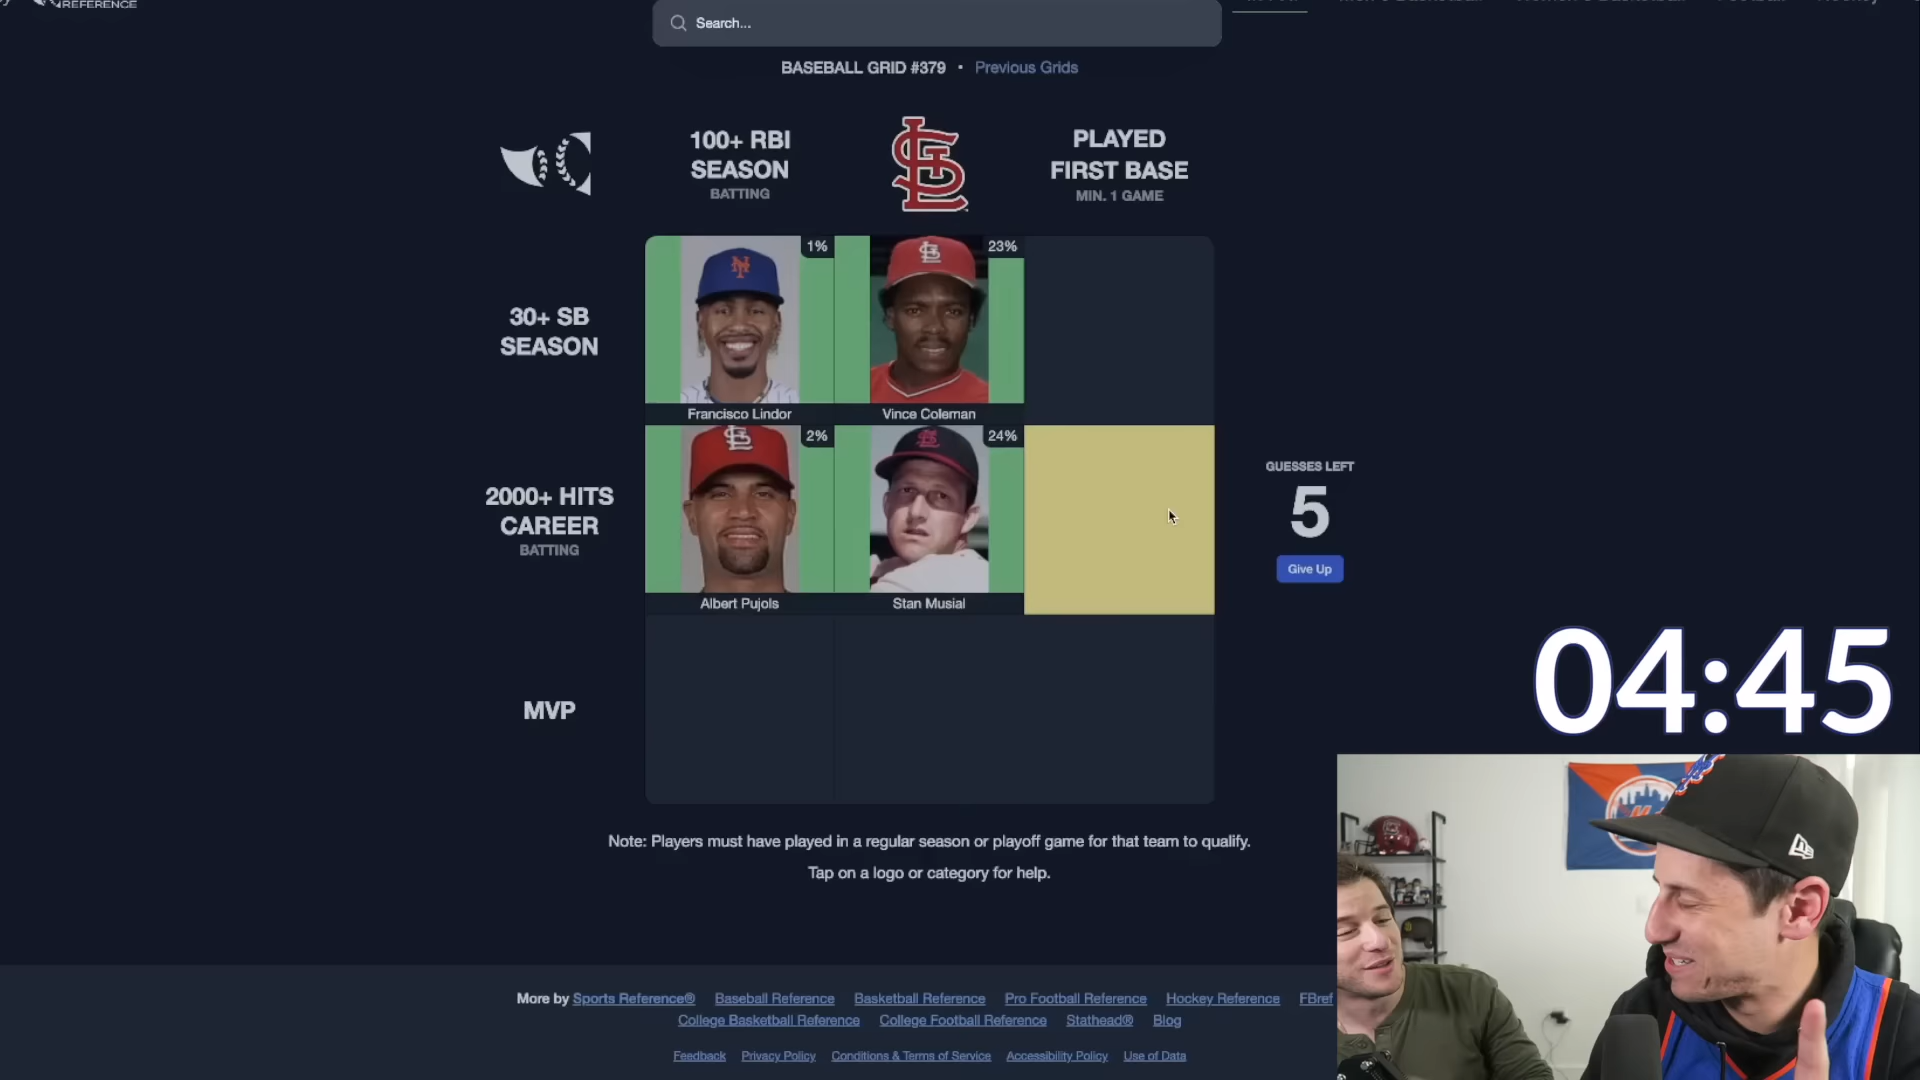 REFERENCE
Search...
BASEBALL GRID #379 • Previous Grids
100+ RBI
SEASON
BATTING
STL
PLAYED
FIRST BASE
MIN. 1 GAME
30+ SB
SEASON
1%
Francisco Lindor
23%
Vince Coleman
2000+ HITS
CAREER
BATTING
2%
Albert Pujols
24%
Stan Musial
GUESSES LEFT
5
Give Up
MVP
04:45
Note: Players must have played in a regular season or playoff game for that team to qualify.
Tap on a logo or category for help.
More by Sports Reference® Baseball Reference Basketball Reference Pro Football Reference Hockey Reference FBref
College Basketball Reference College Football Reference Stathead® Blog
Feedback Privacy Policy Conditions & Terms of Service Accessibility Policy Use of Data